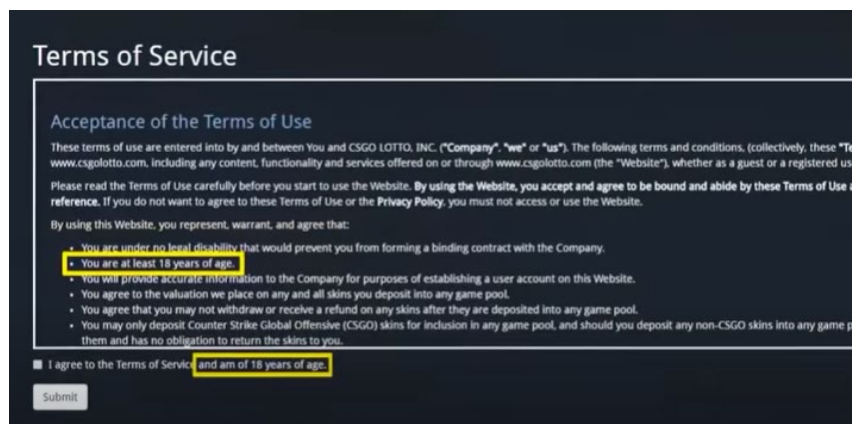 Terms of Service
Acceptance of the Terms of Use
These terms of use are entered into by and between You and CSGO LOTTO, INC. ("Company", "we" or "us"). The following terms and conditions, (collectively, these
www.csgolotto.com, including any content, functionality and services offered on or through www.csgolotto.com (the "Website"), whether as a guest or a registered
Please read the Terms of Use carefully before you start to use the Website. By using the Website, you accept and agree to be bound and abide by these Terms of Use
reference. If you do not want to agree to these Terms of Use or the Privacy Policy, you must not access or use the Website.
By using this Website, you represent, warrant, and agree that:
• You are under no legal disability that would prevent you from forming a binding contract with the Company.
• You are at least 18 years of age.
• You will provide accurate information to the Company for purposes of establishing a user account on this Website.
• You agree to the valuation we place on any and all skins you deposit into any game pool.
• You agree that you may not withdraw or receive a refund on any skins after they are deposited into any game pool.
• You may only deposit Counter Strike Global Offensive (CSGO) skins for inclusion in any game pool, and should you deposit any non-CSGO skins into any game
them and has no obligation to return the skins to you.
I agree to the Terms of Service and am of 18 years of age.
Submit